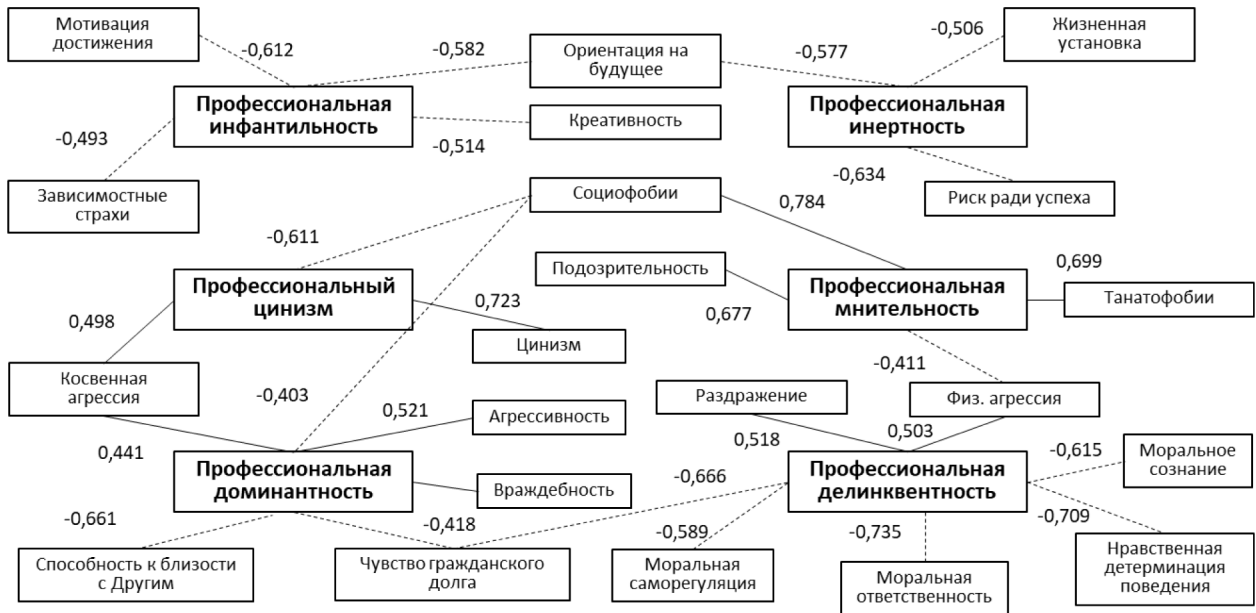 Мотивация
достижения
-0,612
-0,582
Ориентация на
будущее
-0,577
-0,506
Жизненная
установка
Профессиональная
инфантильность
Профессиональная
инертность
Креативность
-0,493
-0,514
Зависимостные
страхи
Социофобии
-0,634
Риск ради успеха
0,784
-0,611
Подозрительность
Профессиональный
цинизм
Профессиональная
мнительность
0,699
Танатофобии
0,498
0,723
0,677
Цинизм
Косвенная
агрессия
-0,411
-0,403
0,521
Агрессивность
Раздражение
Физ. агрессия
0,441
0,518
0,503
-0,615
Моральное
сознание
Профессиональная
доминантность
Враждебность
-0,666
Профессиональная
делинквентность
-0,661
-0,418
-0,589
-0,735
-0,709
Способность к близости
с Другим
Чувство гражданского
долга
Моральная
саморегуляция
Моральная
ответственность
Нравственная
детерминация
поведения